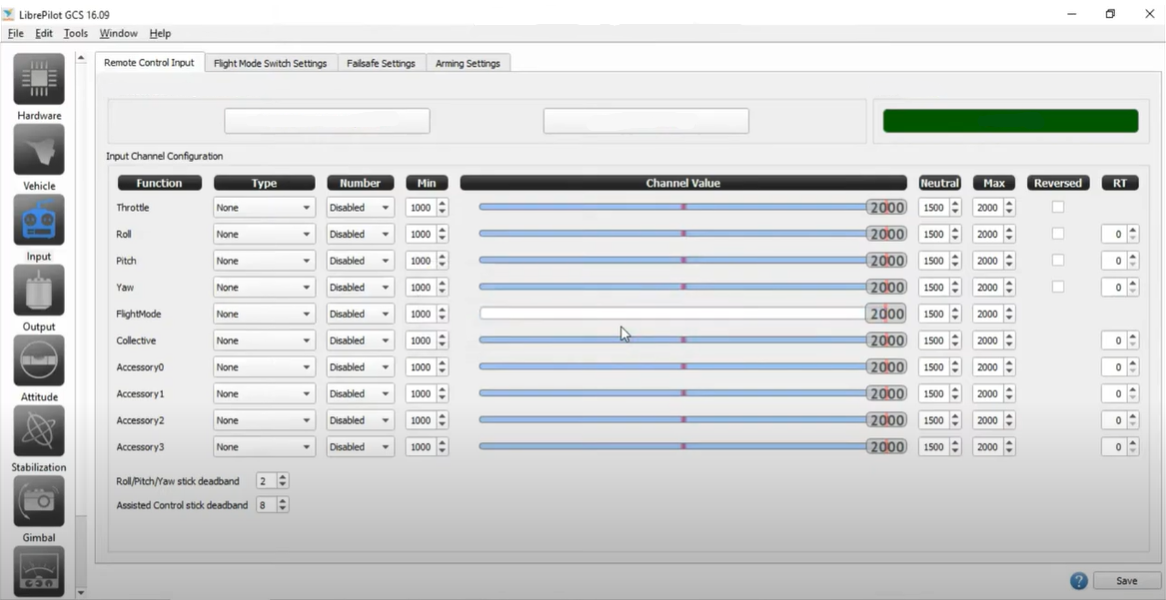 LibrePilot GCS 16.09
File Edit Tools Window Help
Remote Control Input Flight Mode Switch Settings Failsafe Settings Arming Settings
Hardware
Vehicle
Input
Output
Attitude
Stabilization
Gimbal
Input Channel Configuration
Function Type Number Min Channel Value Neutral Max Reversed RT
Throttle None Disabled 1000 2000 1500 2000
Roll None Disabled 1000 2000 1500 2000 0
Pitch None Disabled 1000 2000 1500 2000 0
Yaw None Disabled 1000 2000 1500 2000 0
FlightMode None Disabled 1000 2000 1500 2000
Collective None Disabled 1000 2000 1500 2000 0
Accessory0 None Disabled 1000 2000 1500 2000 0
Accessory1 None Disabled 1000 2000 1500 2000 0
Accessory2 None Disabled 1000 2000 1500 2000 0
Accessory3 None Disabled 1000 2000 1500 2000 0
Roll/Pitch/Yaw stick deadband 2
Assisted Control stick deadband 8
? Save